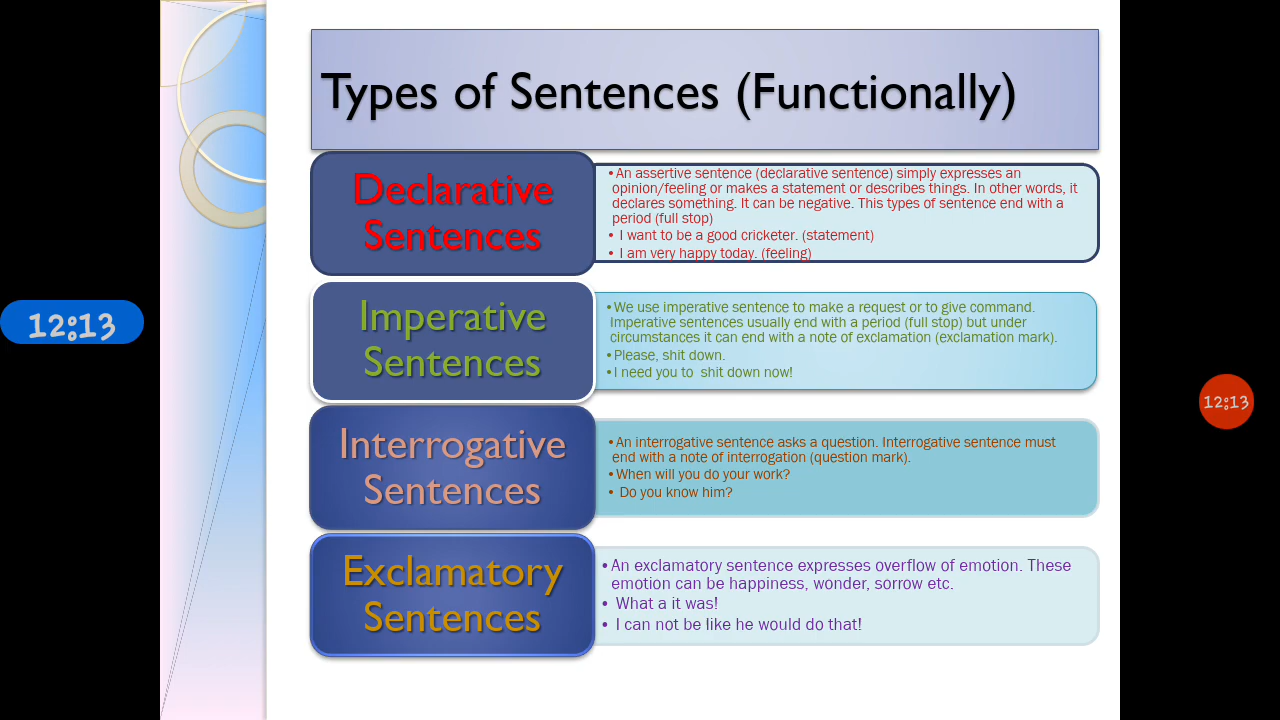 Types of Sentences (Functionally)
Declarative
Sentences
•An assertive sentence (declarative sentence) simply expresses an
opinion/feeling or makes a statement or describes things. In other words, it
declares something. It can be negative. This types of sentence end with a
period (full stop)
• I want to be a good cricketer. (statement)
• I am very happy today. (feeling)
12:13
Imperative
Sentences
•We use imperative sentence to make a request or to give command.
Imperative sentences usually end with a period (full stop) but under
circumstances it can end with a note of exclamation (exclamation mark).
•Please, shit down.
•I need you to  shit down now!
12:13
Interrogative
Sentences
•An interrogative sentence asks a question. Interrogative sentence must
end with a note of interrogation (question mark).
•When will you do your work?
• Do you know him?
Exclamatory
Sentences
•An exclamatory sentence expresses overflow of emotion. These
emotion can be happiness, wonder, sorrow etc.
• What a it was!
• I can not be like he would do that!